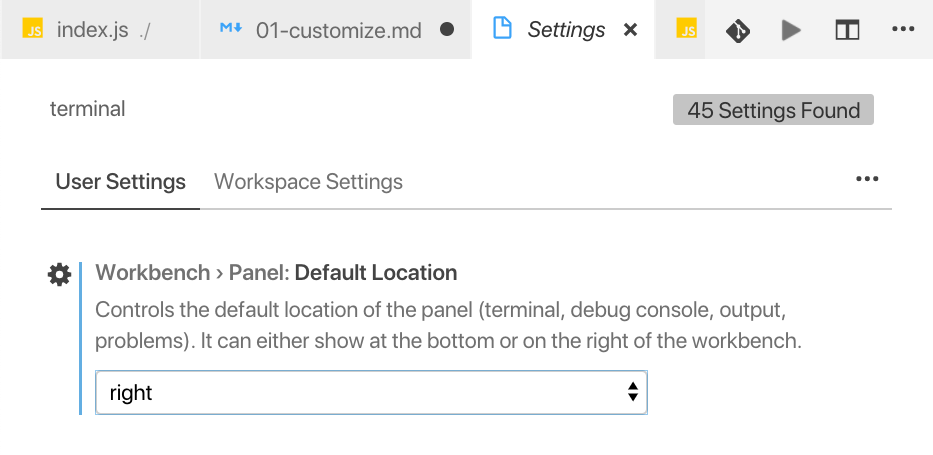 JS index.js ./ M 01-customize.md Settings JS
terminal 45 Settings Found
User Settings Workspace Settings
Workbench › Panel: Default Location
Controls the default location of the panel (terminal, debug console, output,
problems). It can either show at the bottom or on the right of the workbench.
right